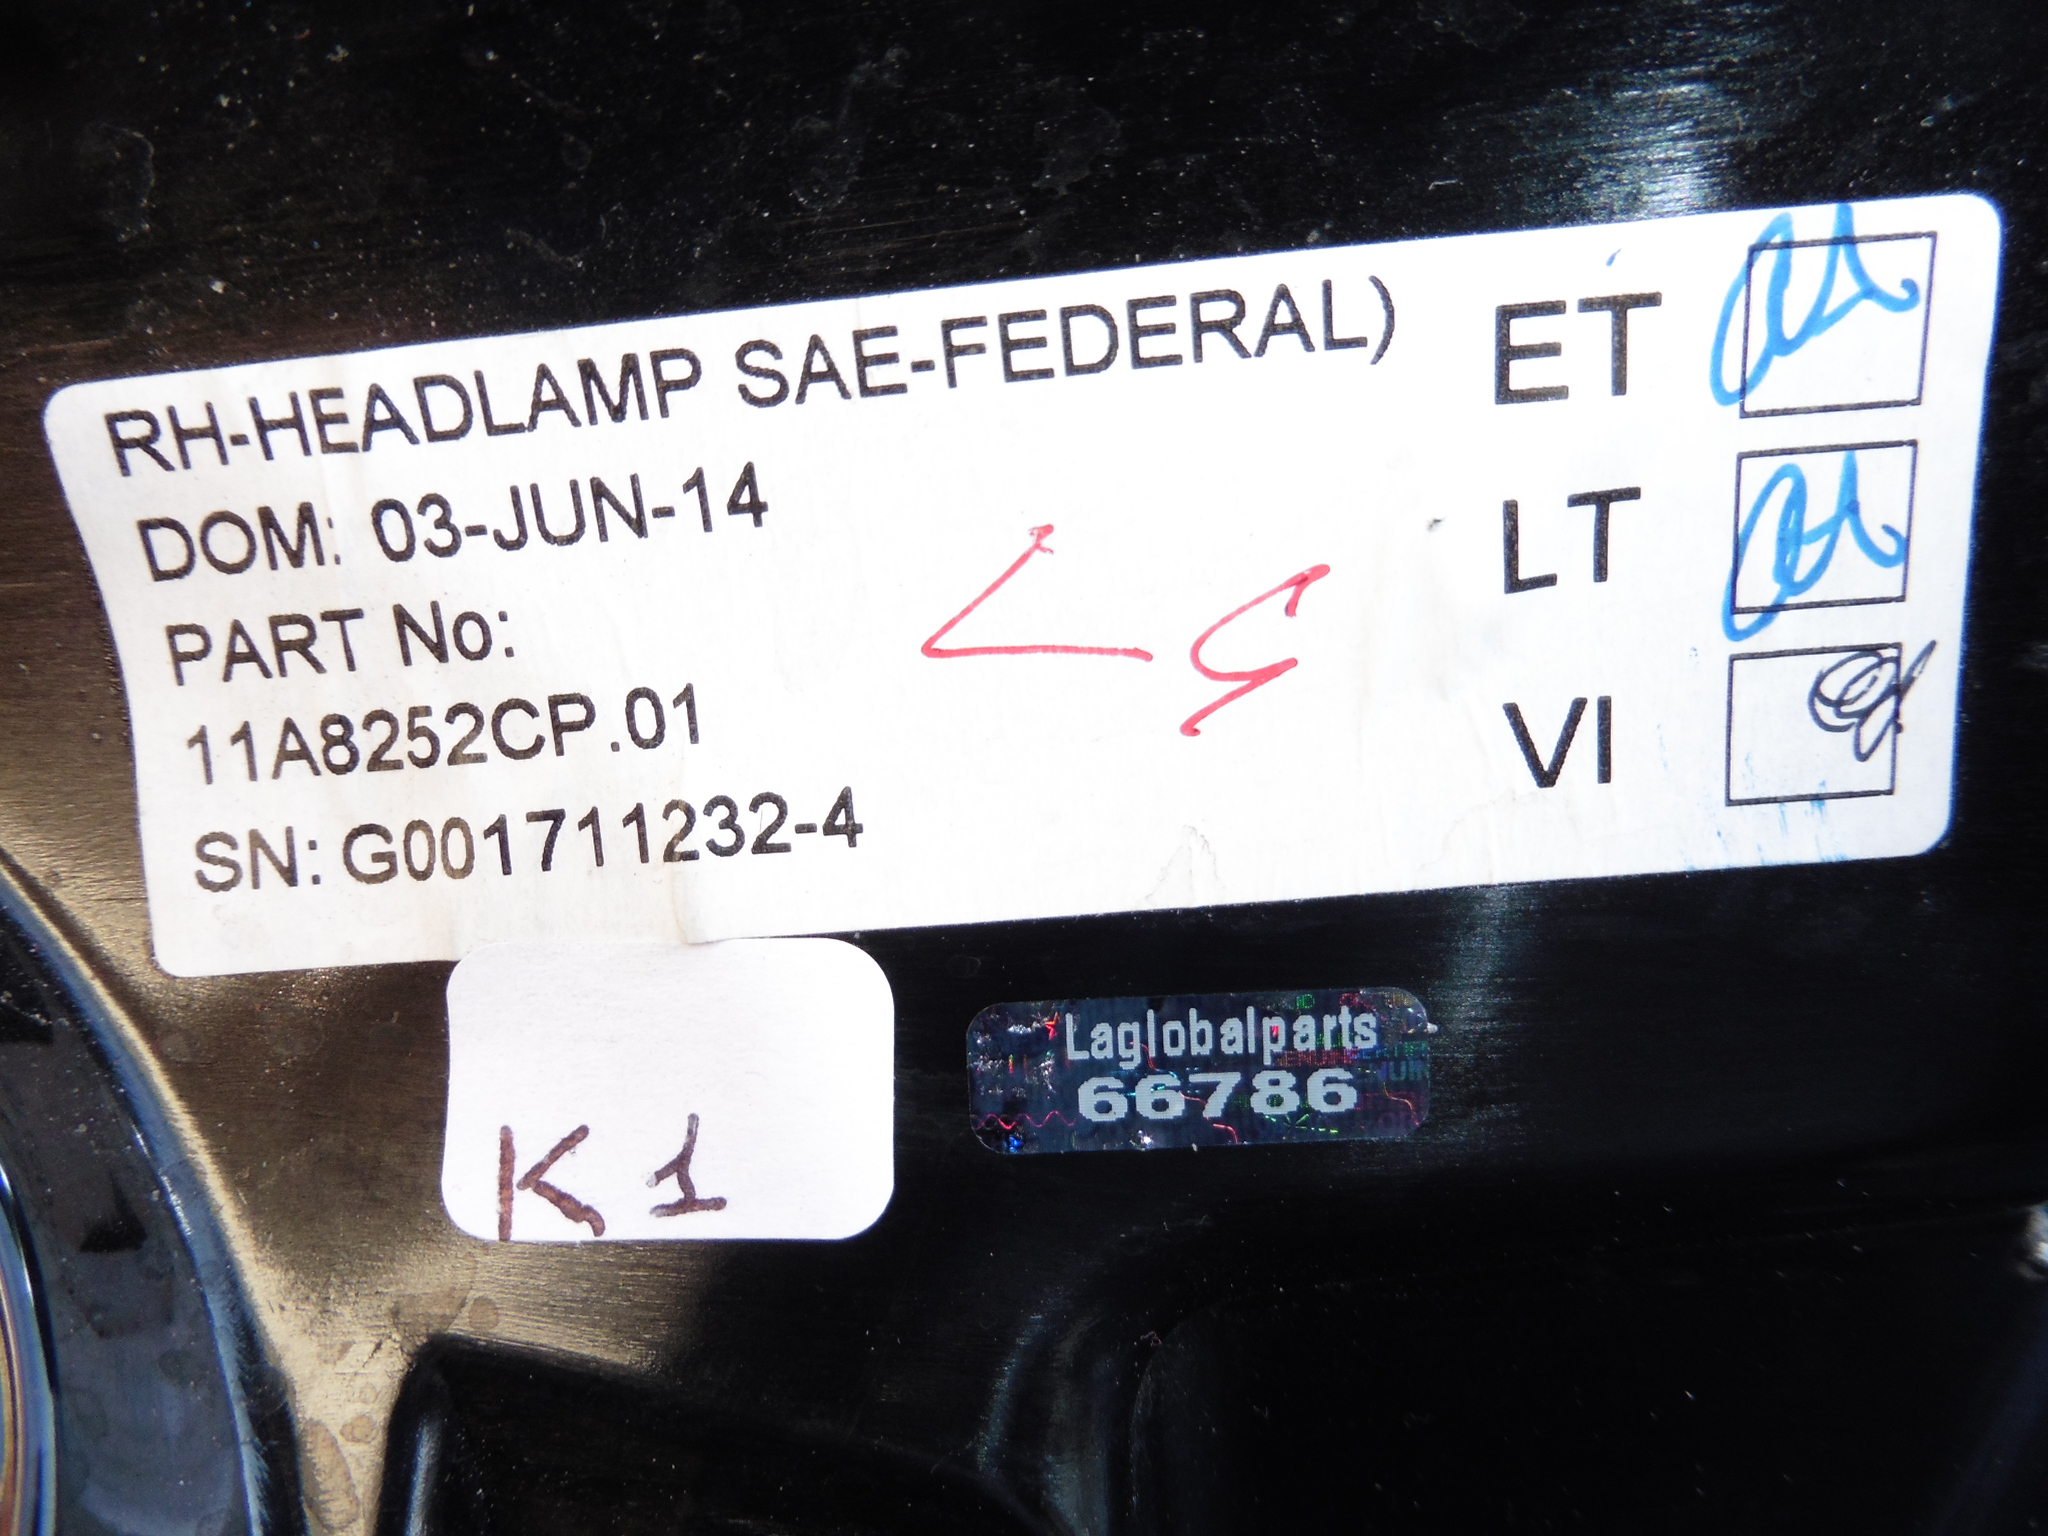 RH-HEADLAMP SAE-FEDERAL)
DOM: 03-JUN-14
PART No:
11A8252CP.01
SN: G001711232-4
ET
LT
VI
K1
Laglobalparts
66786